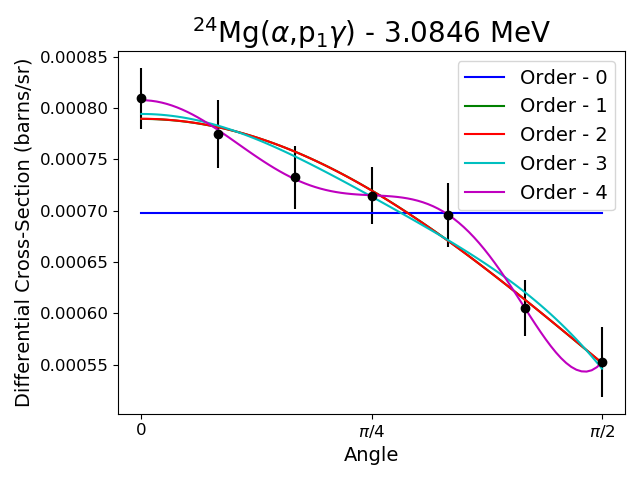 ²⁴Mg(α,p₁γ) - 3.0846 MeV
Differential Cross-Section (barns/sr)
0.00085
0.00080
0.00075
0.00070
0.00065
0.00060
0.00055
Order - 0
Order - 1
Order - 2
Order - 3
Order - 4
0
π/4
π/2
Angle